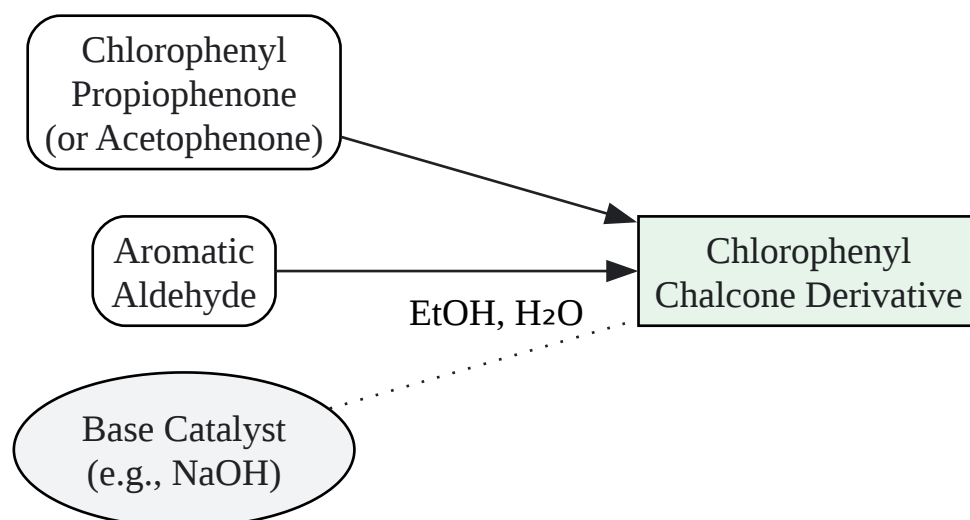 Chlorophenyl
Propiophenone
(or Acetophenone)
Aromatic
Aldehyde
EtOH, H₂O
Chlorophenyl
Chalcone Derivative
Base Catalyst
(e.g., NaOH)